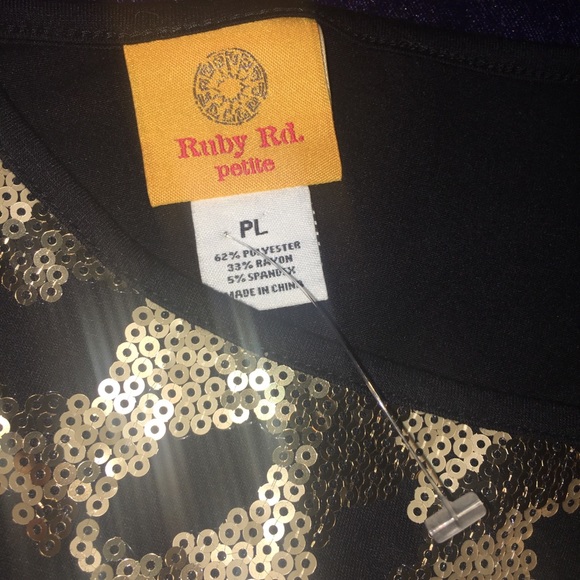 Ruby Rd.
petite
PL
62% POLYESTER
33% RAYON
5% SPANDEX
MADE IN CHINA